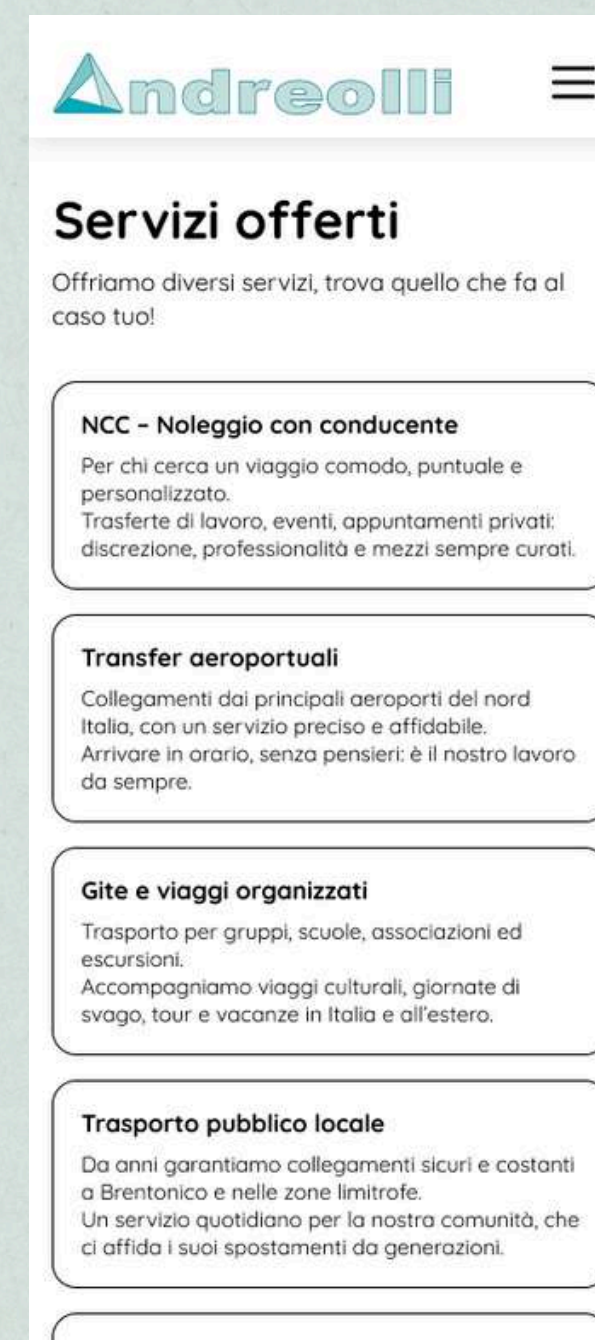 Andreolli
Servizi offerti
Offriamo diversi servizi, trova quello che fa al
caso tuo!
NCC – Noleggio con conducente
Per chi cerca un viaggio comodo, puntuale e
personalizzato.
Trasferte di lavoro, eventi, appuntamenti privati:
discrezione, professionalità e mezzi sempre curati.
Transfer aeroportuali
Collegamenti dai principali aeroporti del nord
Italia, con un servizio preciso e affidabile.
Arrivare in orario, senza pensieri: è il nostro lavoro
da sempre.
Gite e viaggi organizzati
Trasporto per gruppi, scuole, associazioni ed
escursioni.
Accompagniamo viaggi culturali, giornate di
svago, tour e vacanze in Italia e all'estero.
Trasporto pubblico locale
Da anni garantiamo collegamenti sicuri e costanti
a Brentonico e nelle zone limitrofe.
Un servizio quotidiano per la nostra comunità, che
ci affida i suoi spostamenti da generazioni.